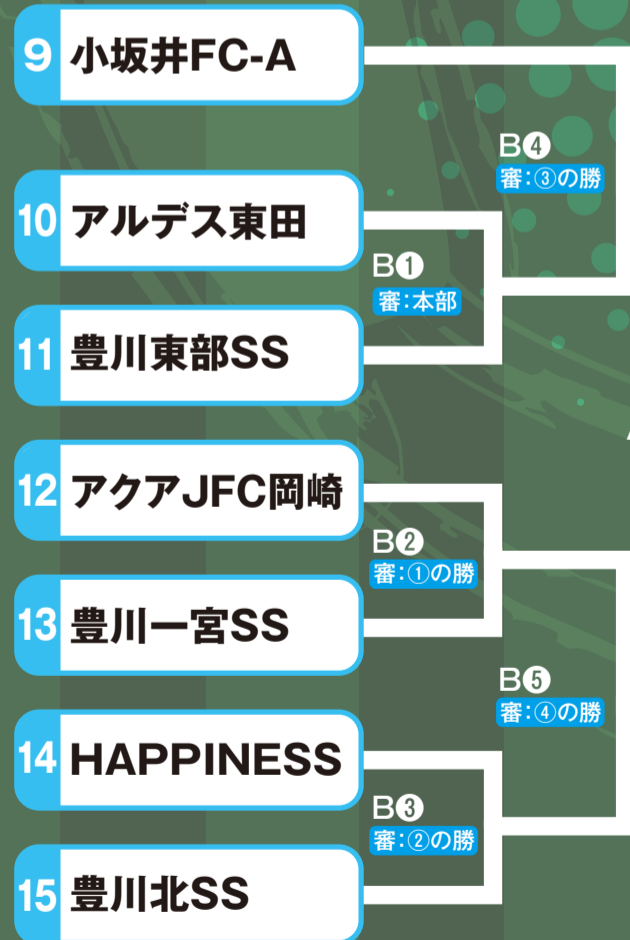 9 小坂井FC-A
B❹
審:③の勝
10 アルデス東田
B❶
審:本部
11 豊川東部SS
12 アクアJFC岡崎
B❷
審:①の勝
13 豊川一宮SS
B❺
審:④の勝
14 HAPPINESS
B❸
審:②の勝
15 豊川北SS